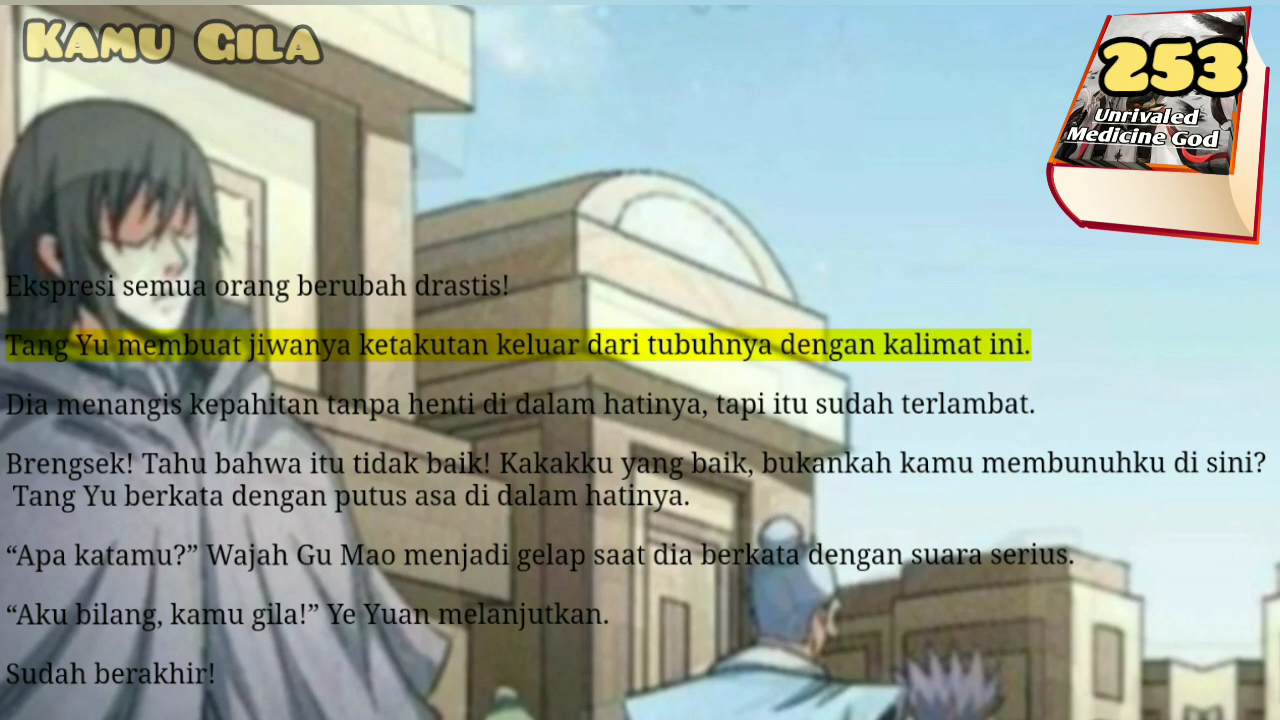 Kamu Gila
253
Unrivaled
Medicine God
Ekspresi semua orang berubah drastis!
Tang Yu membuat jiwanya ketakutan keluar dari tubuhnya dengan kalimat ini.
Dia menangis kepahitan tanpa henti di dalam hatinya, tapi itu sudah terlambat.
Brengsek! Tahu bahwa itu tidak baik! Kakakku yang baik, bukankah kamu membunuhku di sini?
Tang Yu berkata dengan putus asa di dalam hatinya.
“Apa katamu?” Wajah Gu Mao menjadi gelap saat dia berkata dengan suara serius.
“Aku bilang, kamu gila!” Ye Yuan melanjutkan.
Sudah berakhir!